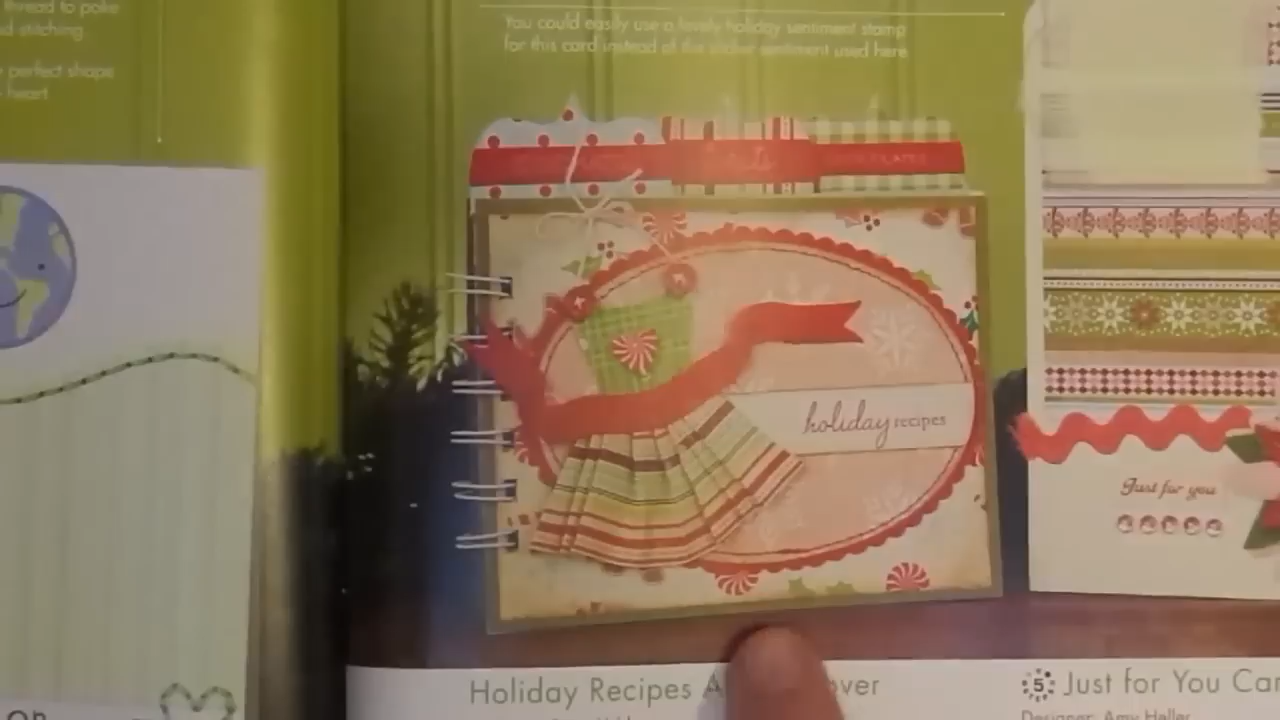 thread to poke
d stitching.
perfect shape
heart
You could easily use a lovely holiday sentiment stamp
for this card instead of the sticker sentiment used here.
holiday recipes
Just for you
Holiday Recipes A over
5 Just for You Car
Designer: Amy Heller